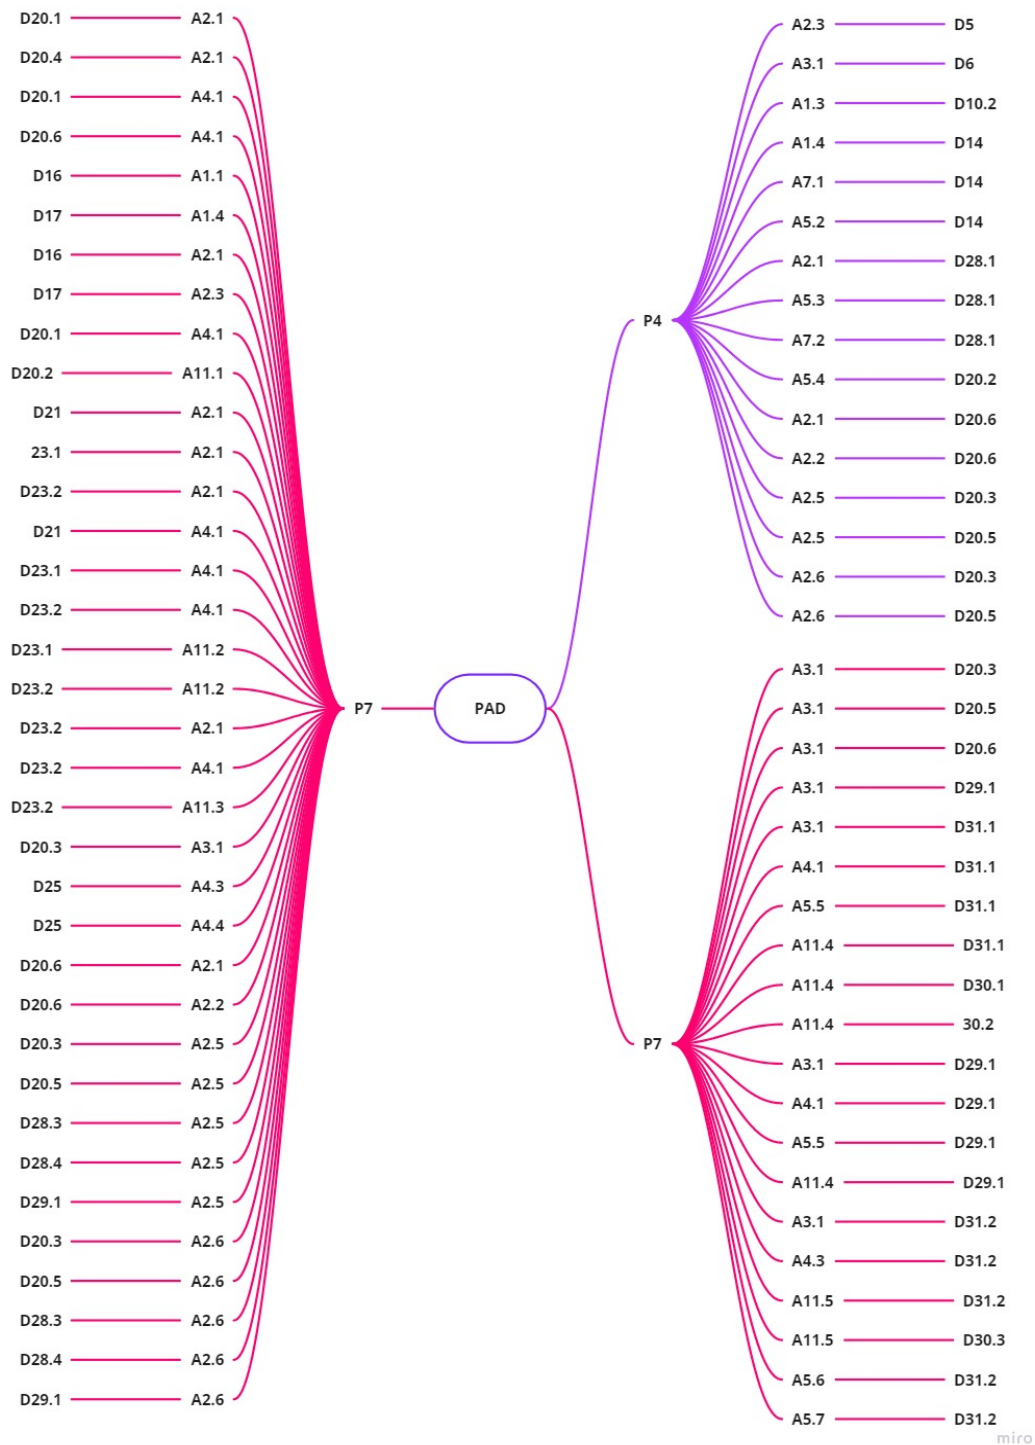 D20.1 A2.1
D20.4 A2.1
D20.1 A4.1
D20.6 A4.1
D16 A1.1
D17 A1.4
D16 A2.1
D17 A2.3
D20.1 A4.1
D20.2 A11.1
D21 A2.1
23.1 A2.1
D23.2 A2.1
D21 A4.1
D23.1 A4.1
D23.2 A4.1
D23.1 A11.2
D23.2 A11.2
D23.2 A2.1
D23.2 A4.1
D23.2 A11.3
D20.3 A3.1
D25 A4.3
D25 A4.4
D20.6 A2.1
D20.6 A2.2
D20.3 A2.5
D20.5 A2.5
D28.3 A2.5
D28.4 A2.5
D29.1 A2.5
D20.3 A2.6
D20.5 A2.6
D28.3 A2.6
D28.4 A2.6
D29.1 A2.6
P7
PAD
P4
A2.3 D5
A3.1 D6
A1.3 D10.2
A1.4 D14
A7.1 D14
A5.2 D14
A2.1 D28.1
A5.3 D28.1
A7.2 D28.1
A5.4 D20.2
A2.1 D20.6
A2.2 D20.6
A2.5 D20.3
A2.5 D20.5
A2.6 D20.3
A2.6 D20.5
P7
A3.1 D20.3
A3.1 D20.5
A3.1 D20.6
A3.1 D29.1
A3.1 D31.1
A4.1 D31.1
A5.5 D31.1
A11.4 D31.1
A11.4 D30.1
A11.4 30.2
A3.1 D29.1
A4.1 D29.1
A5.5 D29.1
A11.4 D29.1
A3.1 D31.2
A4.3 D31.2
A11.5 D31.2
A11.5 D30.3
A5.6 D31.2
A5.7 D31.2
miro